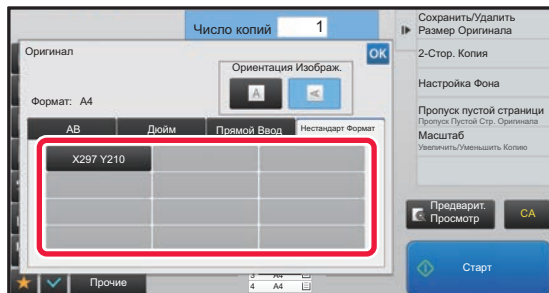 Число копий 1
Оригинал
OK
Ориентация Изображ.
A
A
Формат: A4
AB
Дюйм
Прямой Ввод
Нестандарт Формат
X297 Y210
Прочие
4 A4
Сохранить/Удалить
Размер Оригинала
2-Стор. Копия
Настройка Фона
Пропуск пустой страници
Пропуск Пустой Стр. Оригинала
Масштаб
Увеличить/Уменьшить Копию
Предварит.
Просмотр
CA
Старт